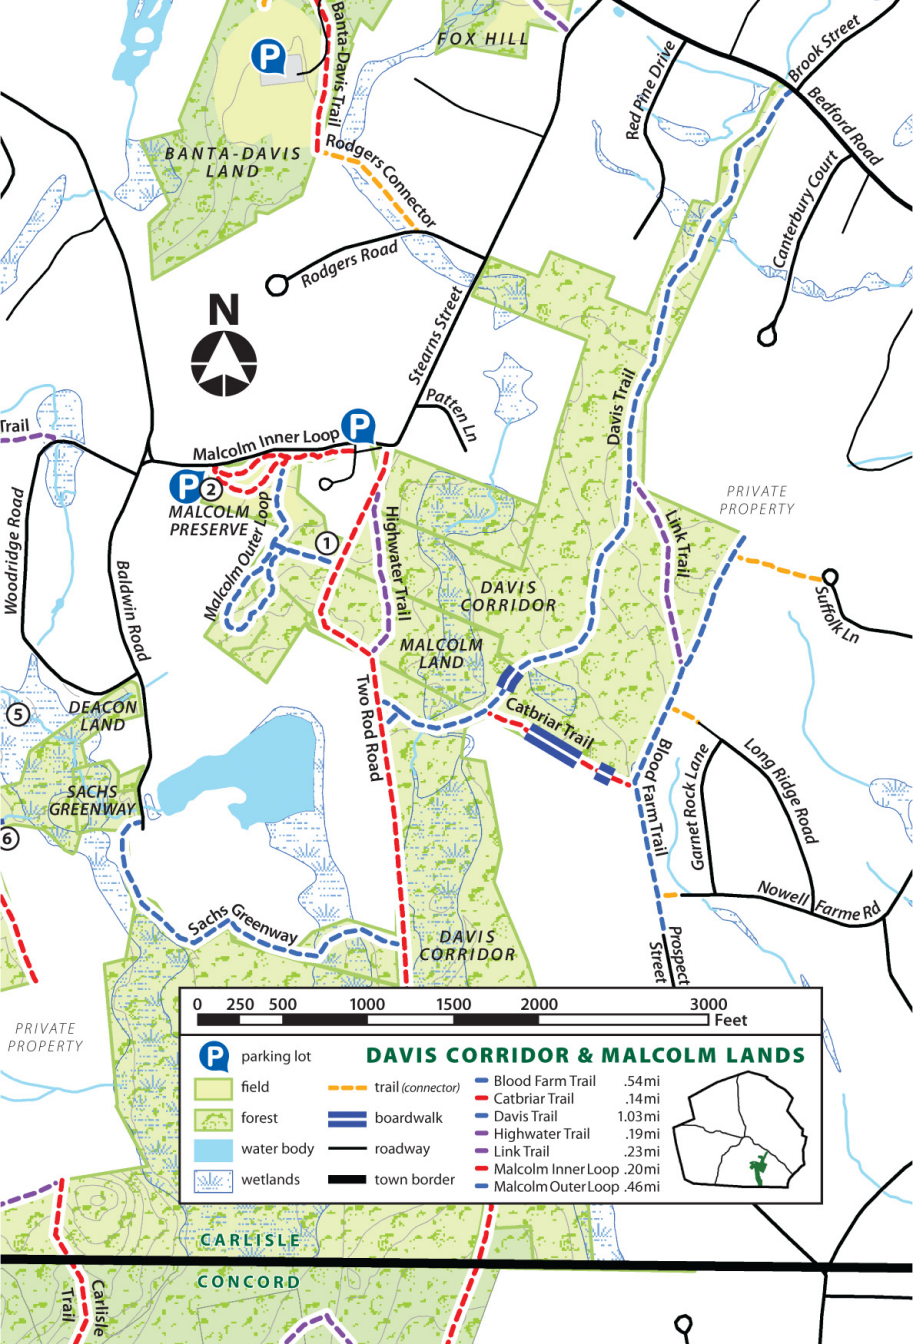 P
Banta-Davis Trail
FOX HILL
Red Pine Drive
Brook Street
Bedford Road
BANTA-DAVIS
LAND
Rodgers Connector
Canterbury Court
Rodgers Road
N
Stearns Street
Davis Trail
Patten Ln
Trail
Malcolm Inner Loop
P
P
2
MALCOLM
PRESERVE
Malcolm Outer Loop
1
Highwater Trail
Link Trail
PRIVATE
PROPERTY
Woodridge Road
Baldwin Road
DAVIS
CORRIDOR
Suffolk Ln
MALCOLM
LAND
5
DEACON
LAND
Two Rod Road
Catbriar Trail
Blood Farm Trail
Garnet Rock Lane
Long Ridge Road
SACHS
GREENWAY
6
Sachs Greenway
Nowell Farme Rd
DAVIS
CORRIDOR
Prospect
Street
PRIVATE
PROPERTY
0 250 500 1000 1500 2000 3000
Feet
P parking lot
field
forest
water body
wetlands
trail (connector)
boardwalk
roadway
town border
DAVIS CORRIDOR & MALCOLM LANDS
Blood Farm Trail .54mi
Catbriar Trail .14mi
Davis Trail 1.03mi
Highwater Trail .19mi
Link Trail .23mi
Malcolm Inner Loop .20mi
Malcolm Outer Loop .46mi
CARLISLE
CONCORD
Carlisle
Trail